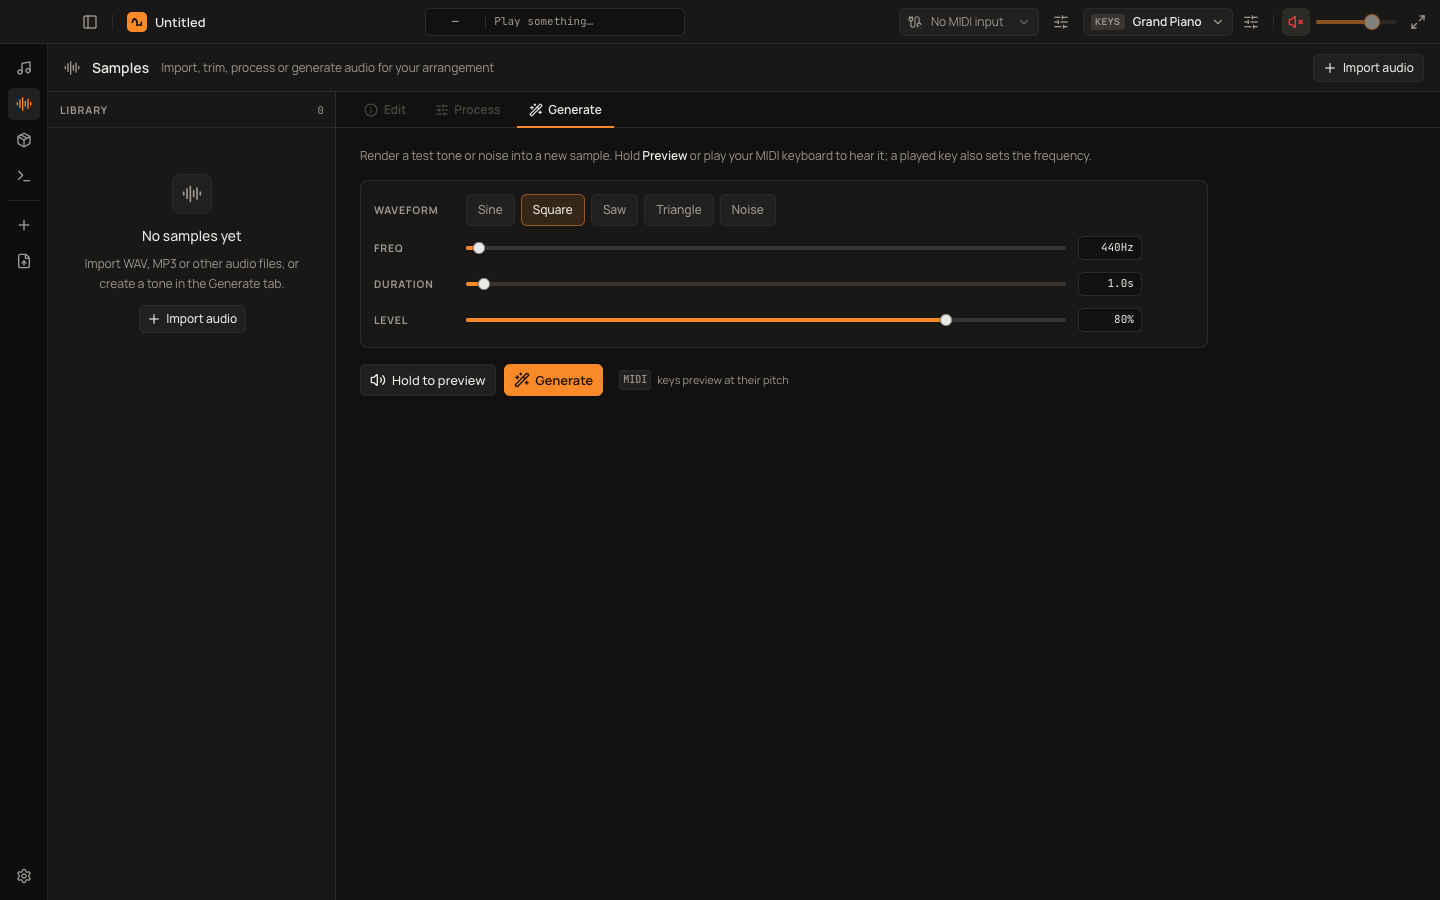 Untitled
– Play something…
No MIDI input
KEYS Grand Piano
Samples Import, trim, process or generate audio for your arrangement
Import audio
LIBRARY 0
Edit Process Generate
No samples yet
Import WAV, MP3 or other audio files, or
create a tone in the Generate tab.
Import audio
Render a test tone or noise into a new sample. Hold Preview or play your MIDI keyboard to hear it; a played key also sets the frequency.
WAVEFORM Sine Square Saw Triangle Noise
FREQ 440Hz
DURATION 1.0s
LEVEL 80%
Hold to preview Generate MIDI keys preview at their pitch